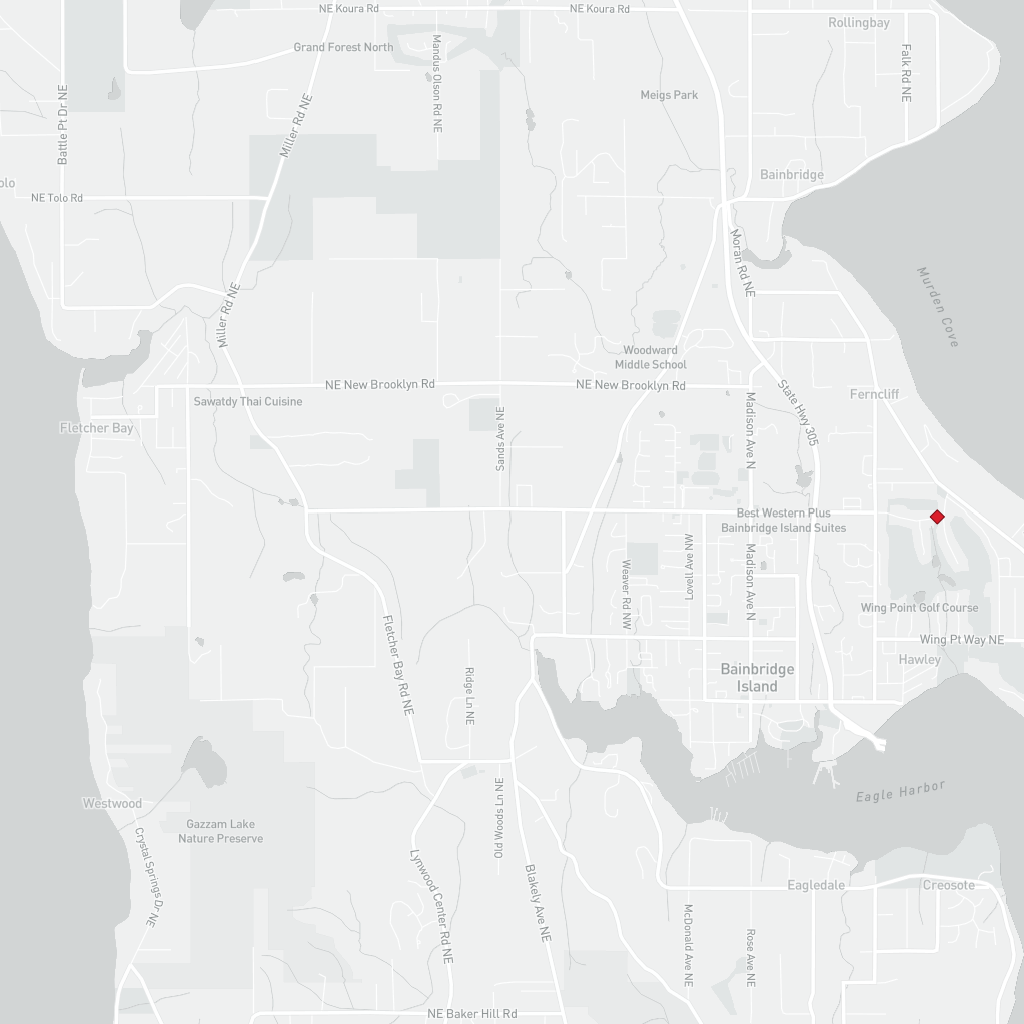 NE Koura Rd
NE Koura Rd
Rollingbay
Grand Forest North
Mandus Olson Rd NE
Falk Rd NE
Battle Pt Dr NE
Miller Rd NE
Meigs Park
Bainbridge
olo
NE Tolo Rd
Moran Rd NE
Murden Cove
Miller Rd NE
Woodward
Middle School
NE New Brooklyn Rd
NE New Brooklyn Rd
Sawatdy Thai Cuisine
Ferncliff
Fletcher Bay
Sands Ave NE
Madison Ave N
State Hwy 305
Best Western Plus
Bainbridge Island Suites
Weaver Rd NW
Lovell Ave NW
Madison Ave N
Wing Point Golf Course
Wing Pt Way NE
Fletcher Bay Rd NE
Ridge Ln NE
Bainbridge
Island
Hawley
Eagle Harbor
Westwood
Gazzam Lake
Nature Preserve
Old Woods Ln NE
Crystal Springs Dr NE
Lynwood Center Rd NE
Blakely Ave NE
Eagledale
Creosote
McDonald Ave NE
Rose Ave NE
NE Baker Hill Rd